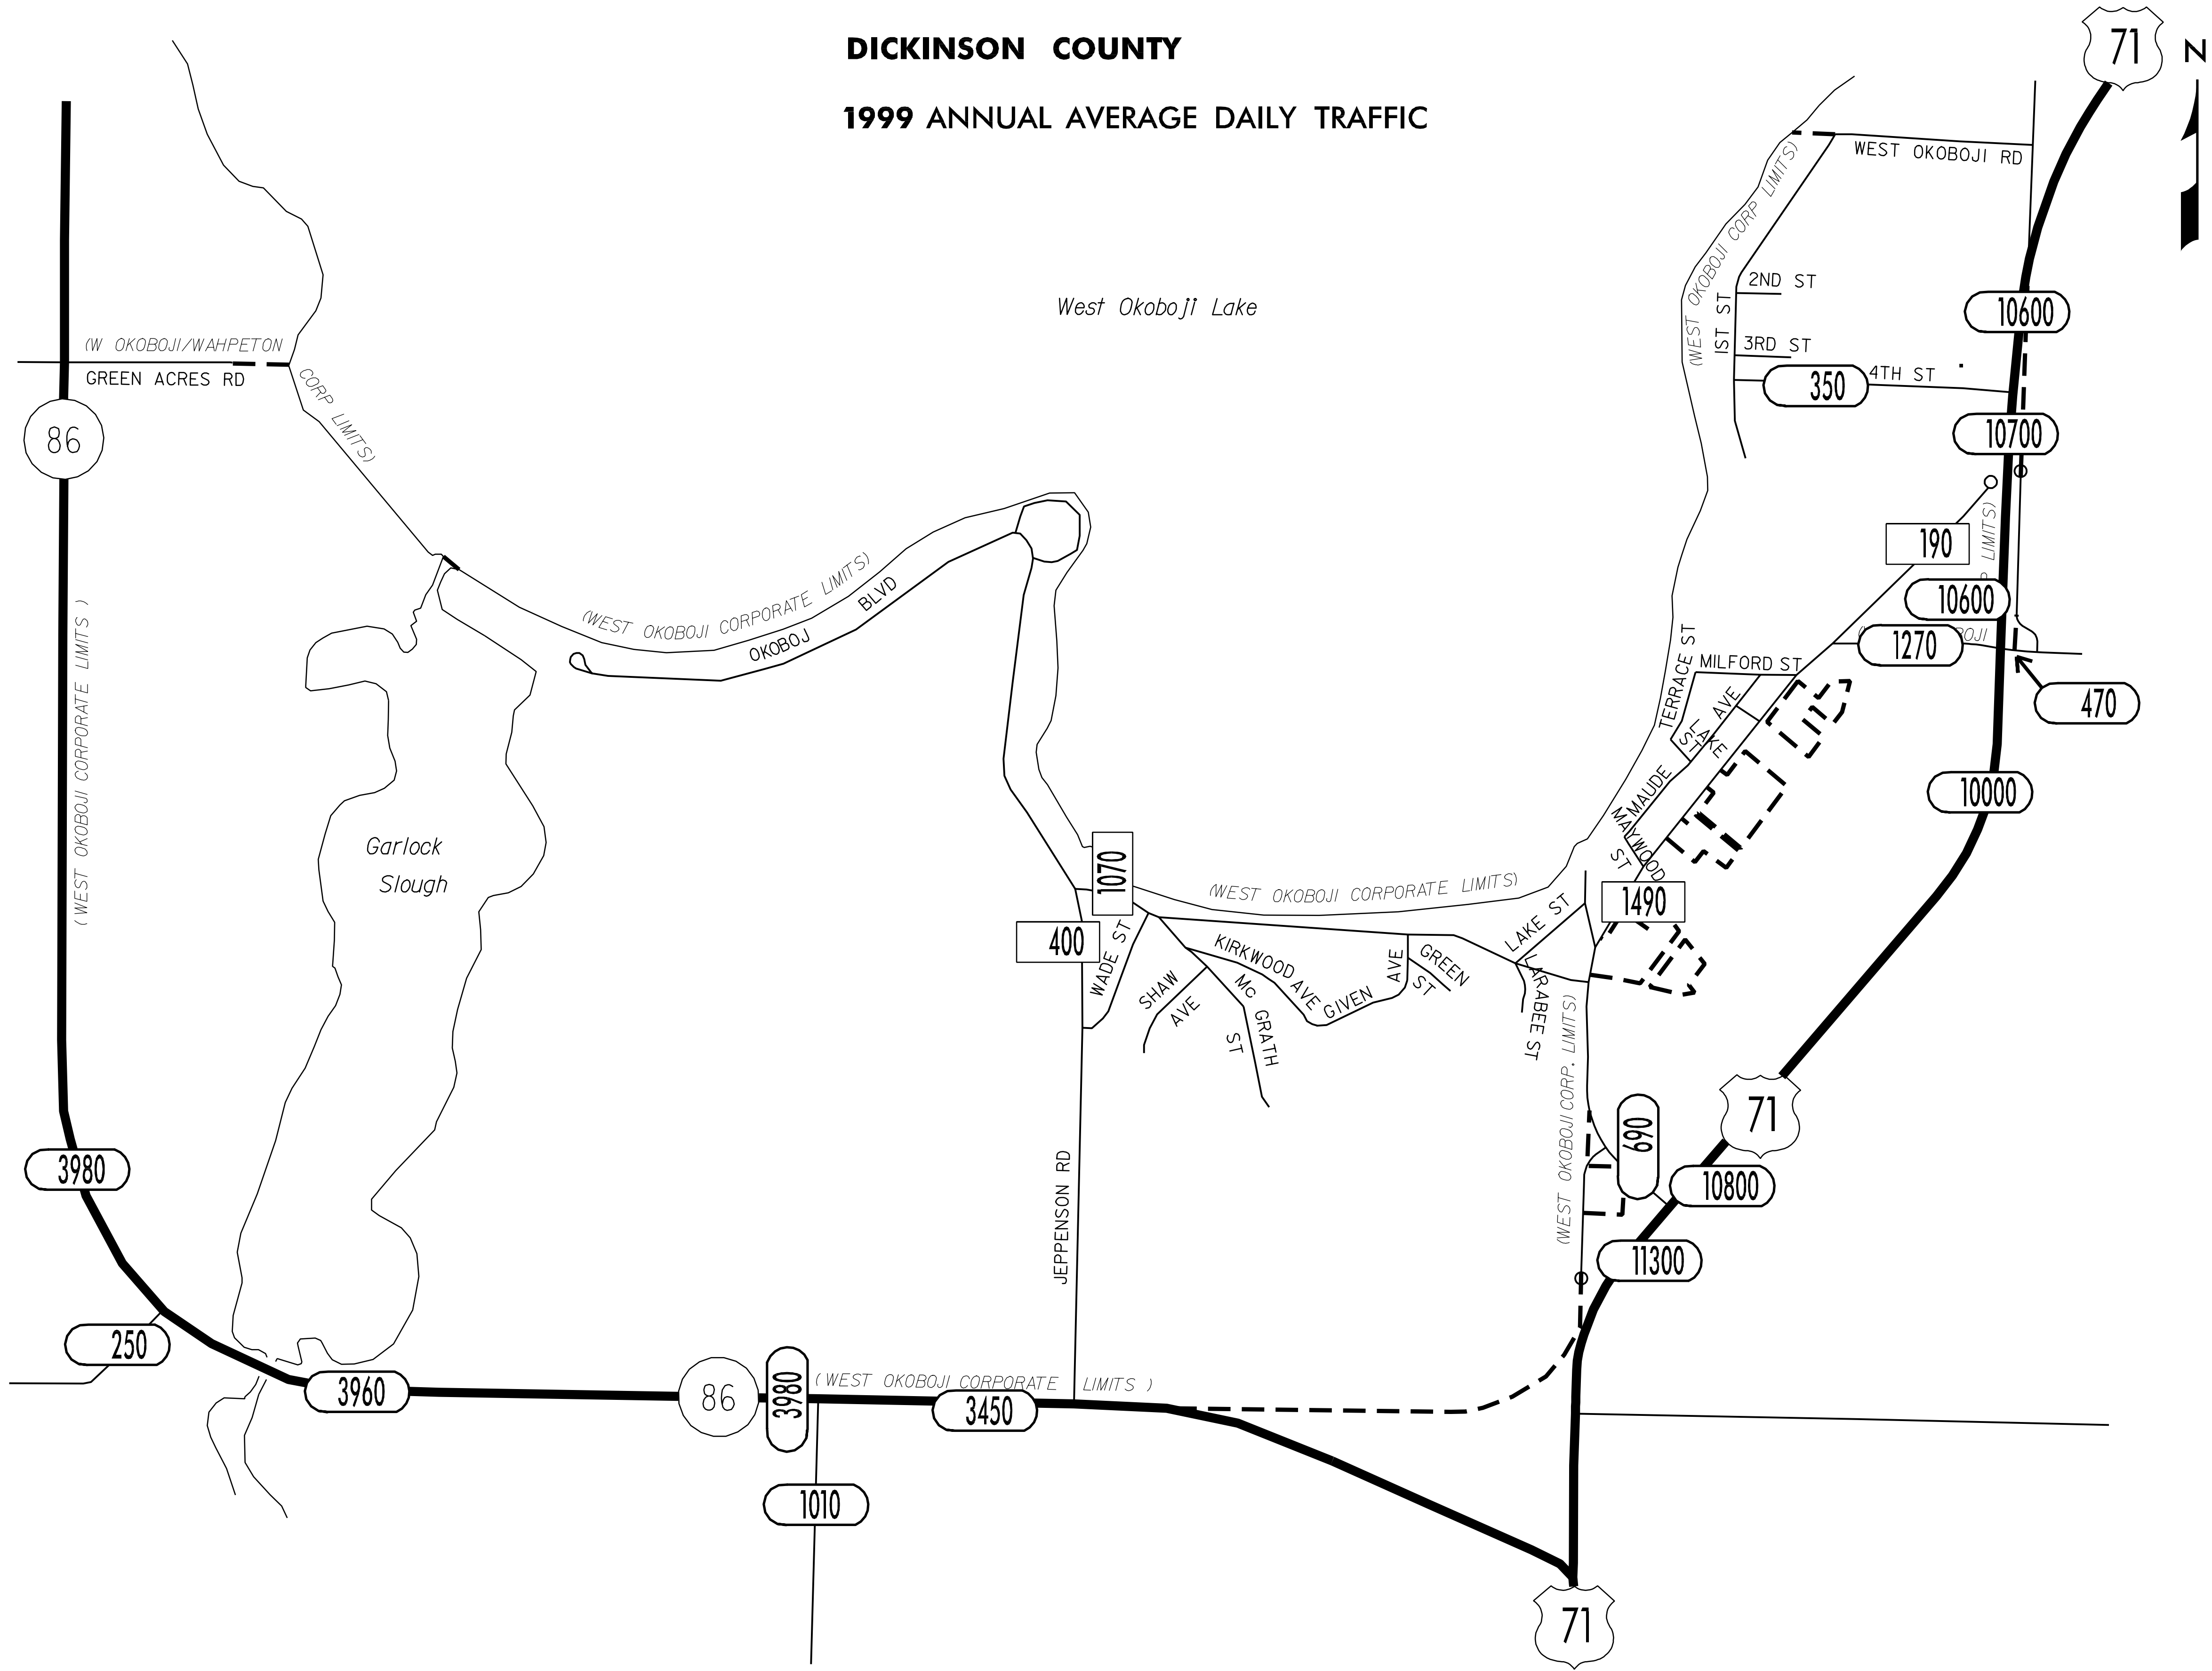 DICKINSON COUNTY
1999 ANNUAL AVERAGE DAILY TRAFFIC
71
N
WEST OKOBOJI RD
(WEST OKOBOJI CORP LIMITS)
2ND ST
1ST ST
3RD ST
4TH ST
350
10600
10700
West Okoboji Lake
(W OKOBOJI/WAHPETON
CORP LIMITS)
GREEN ACRES RD
86
(WEST OKOBOJI CORPORATE LIMITS)
(WEST OKOBOJI CORPORATE LIMITS)
OKOBOJ BLVD
190
LIMITS)
10600
1270
470
10000
TERRACE ST
MILFORD ST
LAKE AVE
LAKE ST
MAUDE
MAYWOOD ST
Garlock
Slough
1070
400
1490
(WEST OKOBOJI CORPORATE LIMITS)
WADE ST
SHAW AVE
KIRKWOOD AVE
Mc GRATH ST
GIVEN AVE
GREEN ST
LAKE ST
LARABEE ST
(WEST OKOBOJI CORP. LIMITS)
JEPPENSON RD
71
690
10800
11300
3980
250
3960
86
3980
(WEST OKOBOJI CORPORATE LIMITS)
3450
1010
71